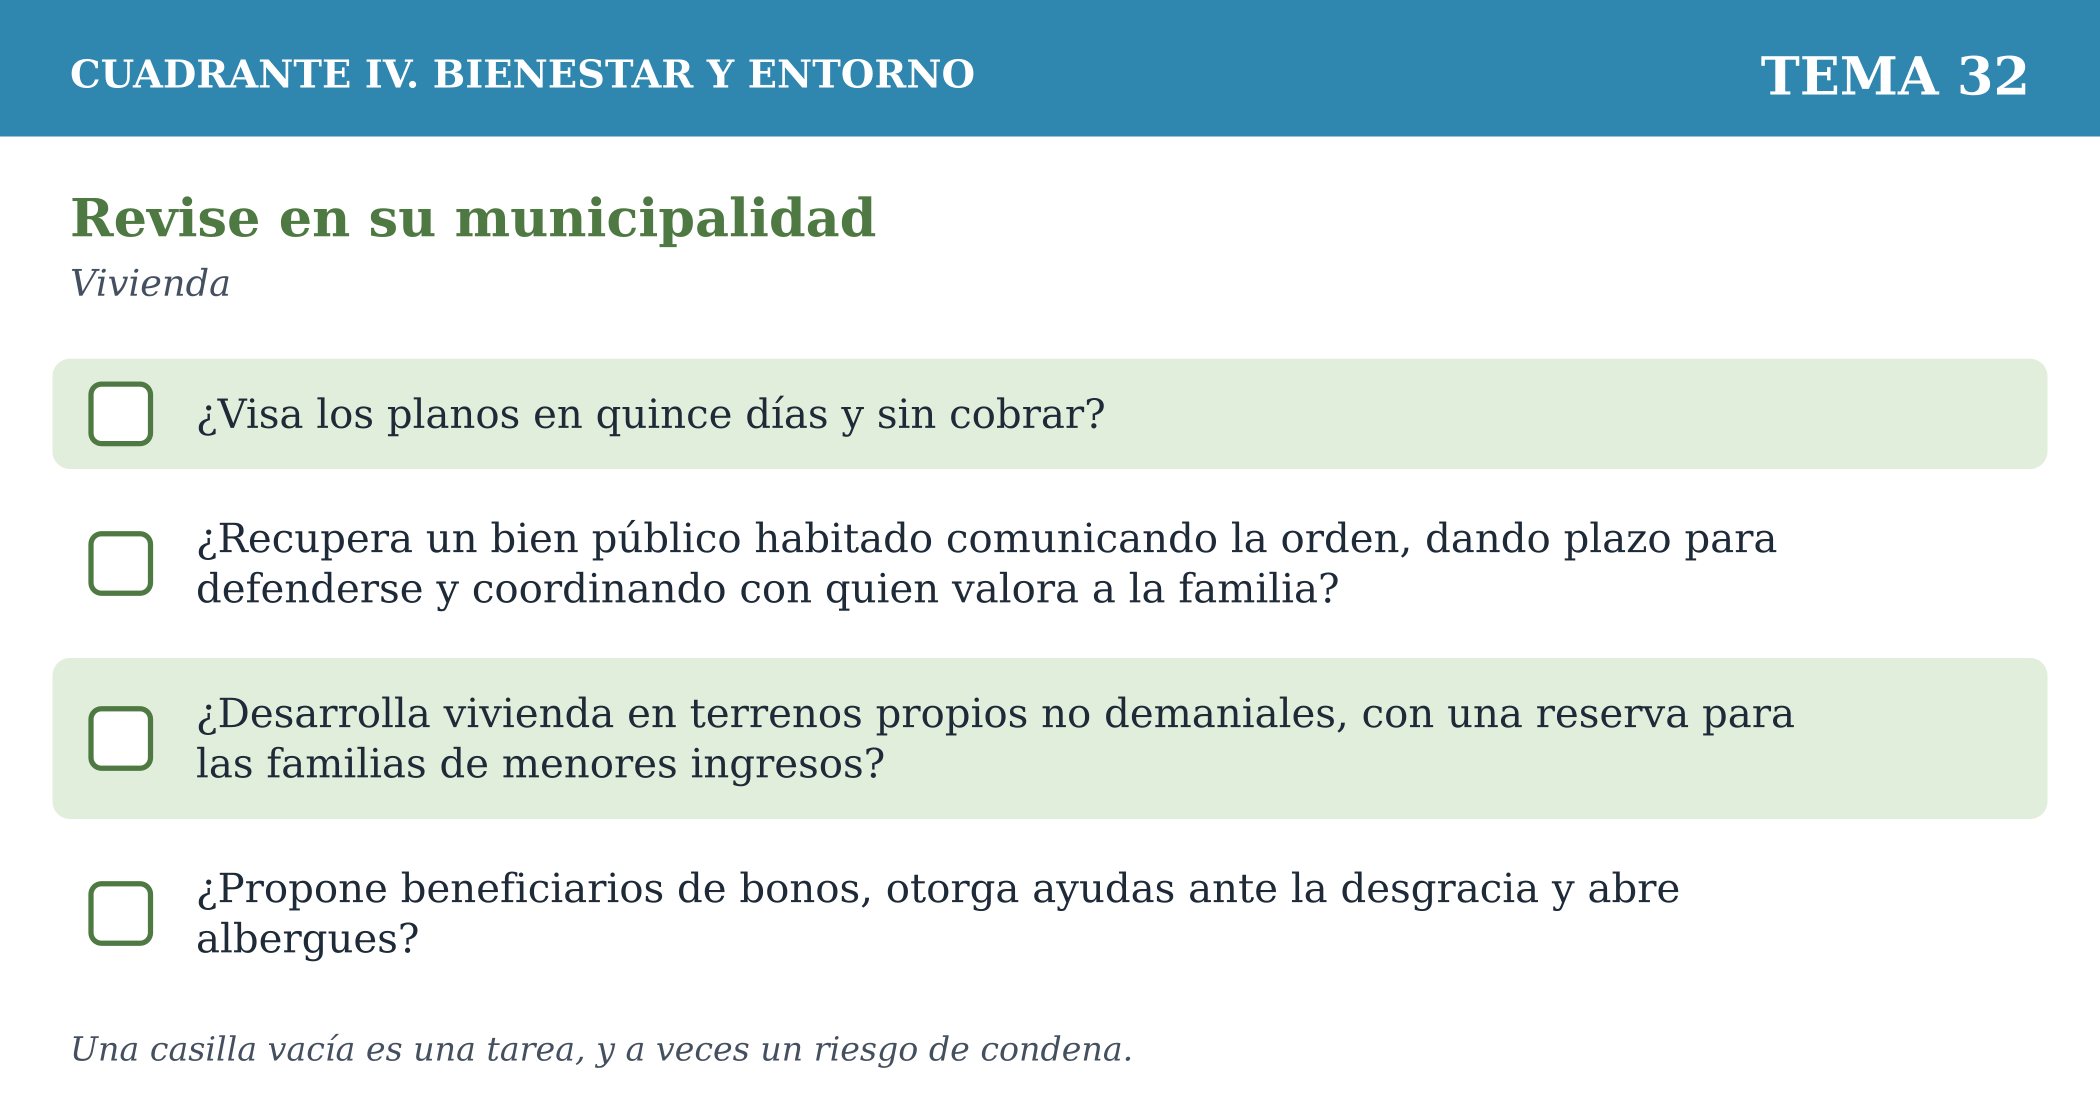 CUADRANTE IV. BIENESTAR Y ENTORNO
TEMA 32
Revise en su municipalidad
Vivienda
¿Visa los planos en quince días y sin cobrar?
¿Recupera un bien público habitado comunicando la orden, dando plazo para
defenderse y coordinando con quien valora a la familia?
¿Desarrolla vivienda en terrenos propios no demaniales, con una reserva para
las familias de menores ingresos?
¿Propone beneficiarios de bonos, otorga ayudas ante la desgracia y abre
albergues?
Una casilla vacía es una tarea, y a veces un riesgo de condena.